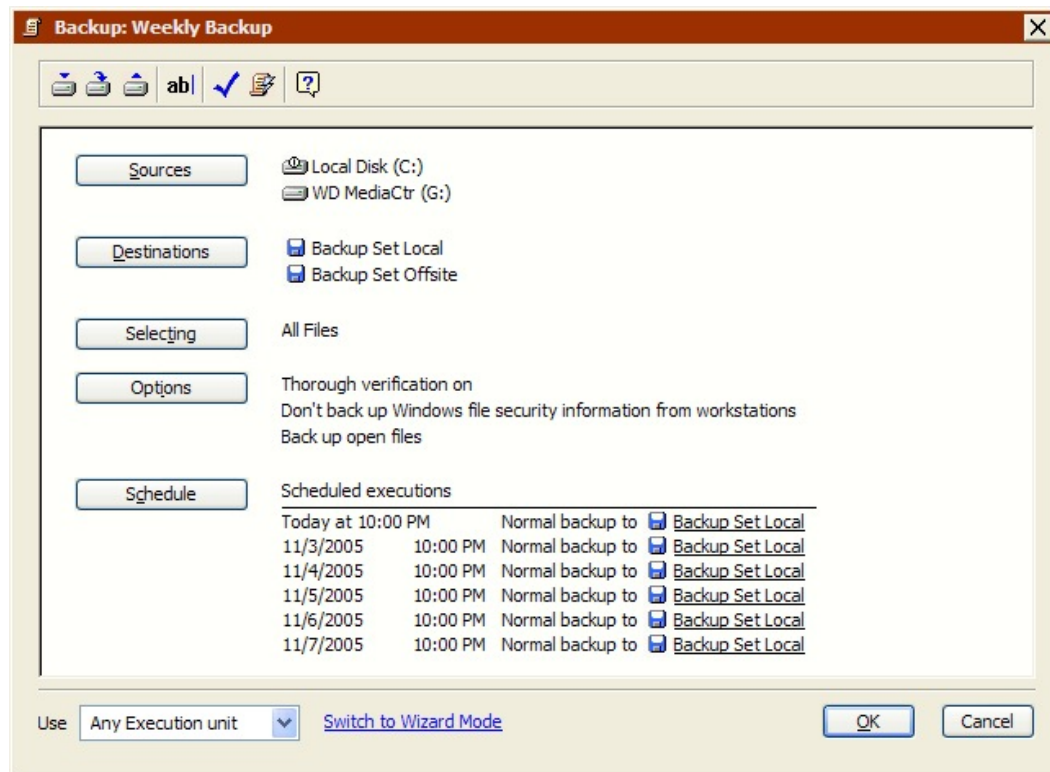 Backup: Weekly Backup
ab
Sources Local Disk (C:)
WD MediaCtr (G:)
Destinations Backup Set Local
Backup Set Offsite
Selecting All Files
Options Thorough verification on
Don't back up Windows file security information from workstations
Back up open files
Schedule Scheduled executions
Today at 10:00 PM Normal backup to Backup Set Local
11/3/2005 10:00 PM Normal backup to Backup Set Local
11/4/2005 10:00 PM Normal backup to Backup Set Local
11/5/2005 10:00 PM Normal backup to Backup Set Local
11/6/2005 10:00 PM Normal backup to Backup Set Local
11/7/2005 10:00 PM Normal backup to Backup Set Local
Use Any Execution unit Switch to Wizard Mode OK Cancel